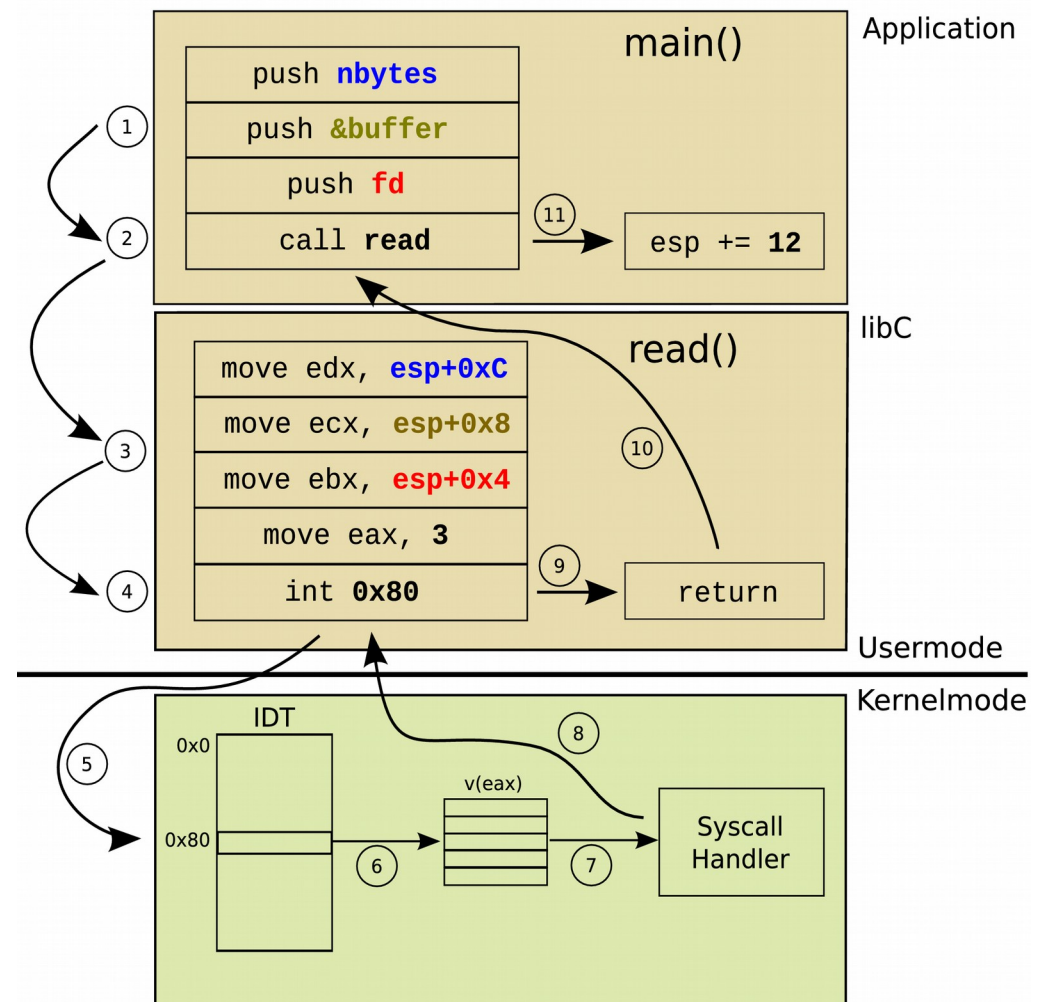 main()
Application
push nbytes
1
push &buffer
push fd
11
2
call read
esp += 12
libC
read()
move edx, esp+0xC
move ecx, esp+0x8
3
10
move ebx, esp+0x4
move eax, 3
9
4
int 0x80
return
Usermode
Kernelmode
IDT
0x0
8
5
v(eax)
0x80
Syscall
Handler
6
7